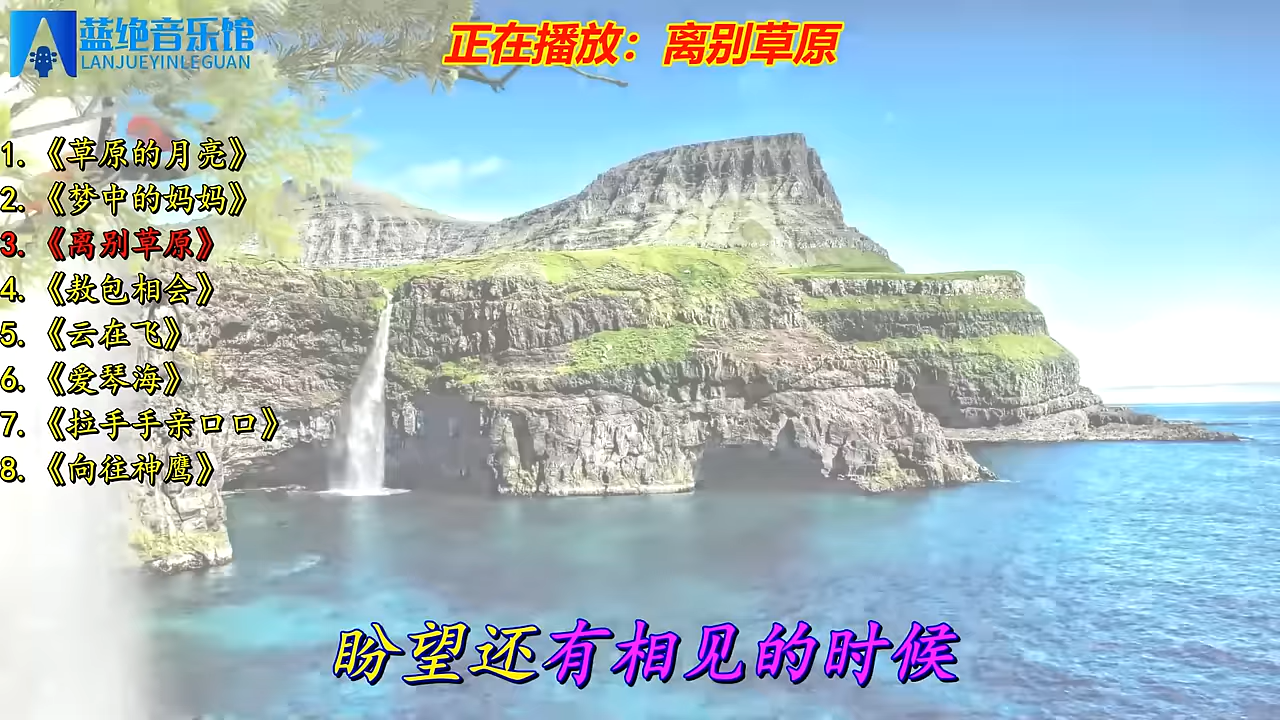 蓝绝音乐馆
LANJUEYINLEGUAN
正在播放：离别草原
1.《草原的月亮》
2.《梦中的妈妈》
3.《离别草原》
4.《敖包相会》
5.《云在飞》
6.《爱琴海》
7.《拉手手亲口口》
8.《向往神鹰》
盼望还有相见的时候